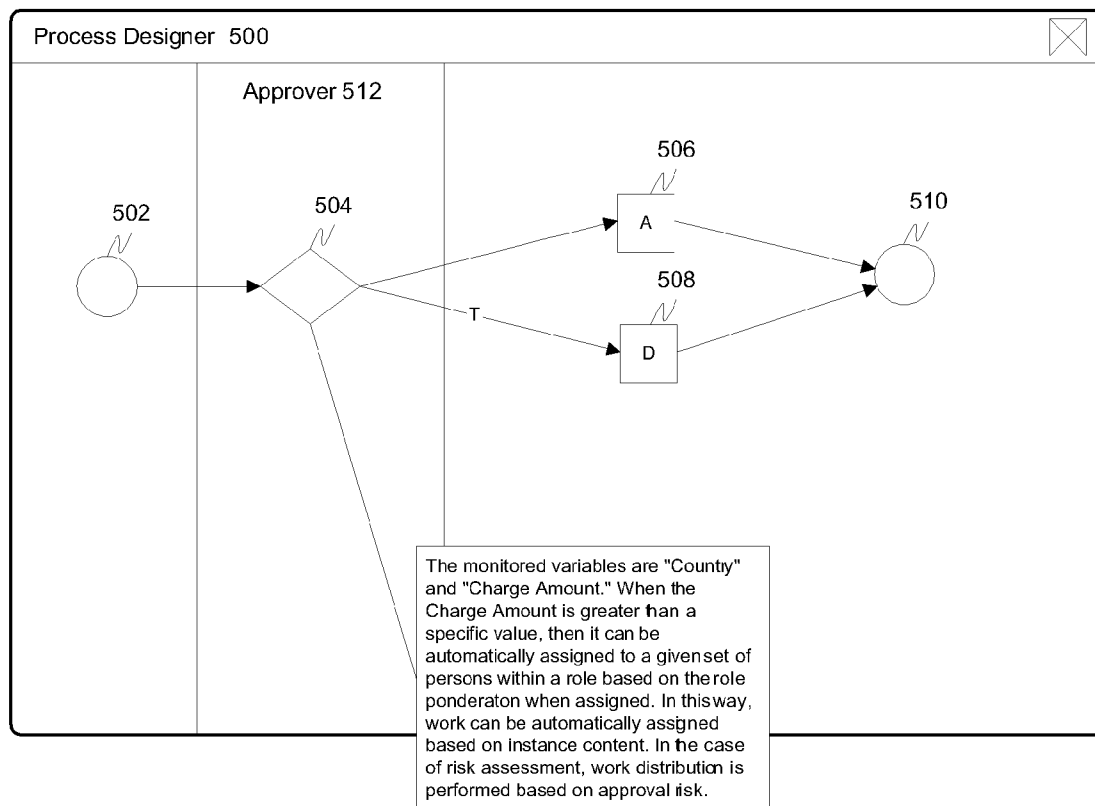 Process Designer 500
Approver 512
506
502
504
510
A
508
T
D
The monitored variables are "Country"
and "Charge Amount." When the
Charge Amount is greater than a
specific value, then it can be
automatically assigned to a given set of
persons within a role based on the role
ponderaton when assigned. In this way,
work can be automatically assigned
based on instance content. In the case
of risk assessment, work distribution is
performed based on approval risk.